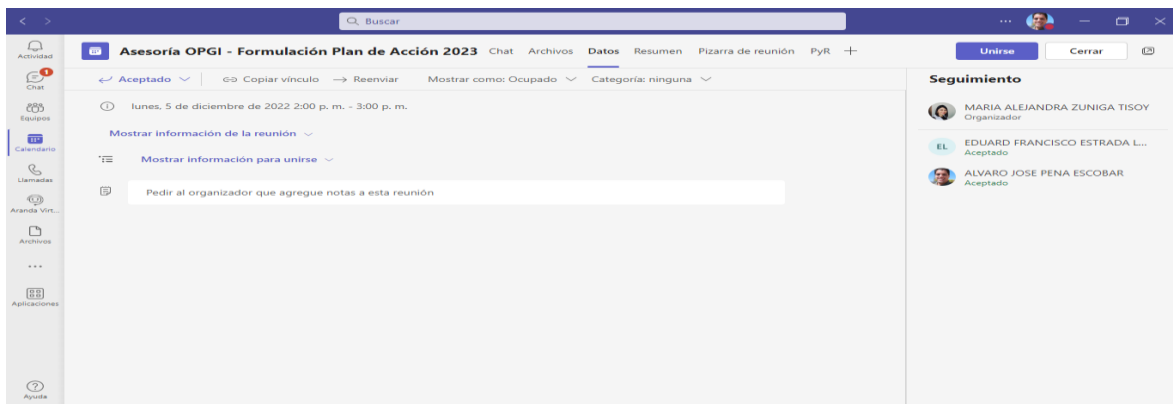 Buscar
Actividad
1
Chat
Equipos
Calendario
Llamadas
Aranda Virt...
Archivos
Aplicaciones
Ayuda
Asesoría OPGI - Formulación Plan de Acción 2023 Chat Archivos Datos Resumen Pizarra de reunión PyR
Unirse Cerrar
Aceptado Copiar vínculo Reenviar Mostrar como: Ocupado Categoría: ninguna
lunes, 5 de diciembre de 2022 2:00 p. m. - 3:00 p. m.
Mostrar información de la reunión
Mostrar información para unirse
Pedir al organizador que agregue notas a esta reunión
Seguimiento
MARIA ALEJANDRA ZUNIGA TISOY
Organizador
EL
EDUARD FRANCISCO ESTRADA L...
Aceptado
ALVARO JOSE PENA ESCOBAR
Aceptado